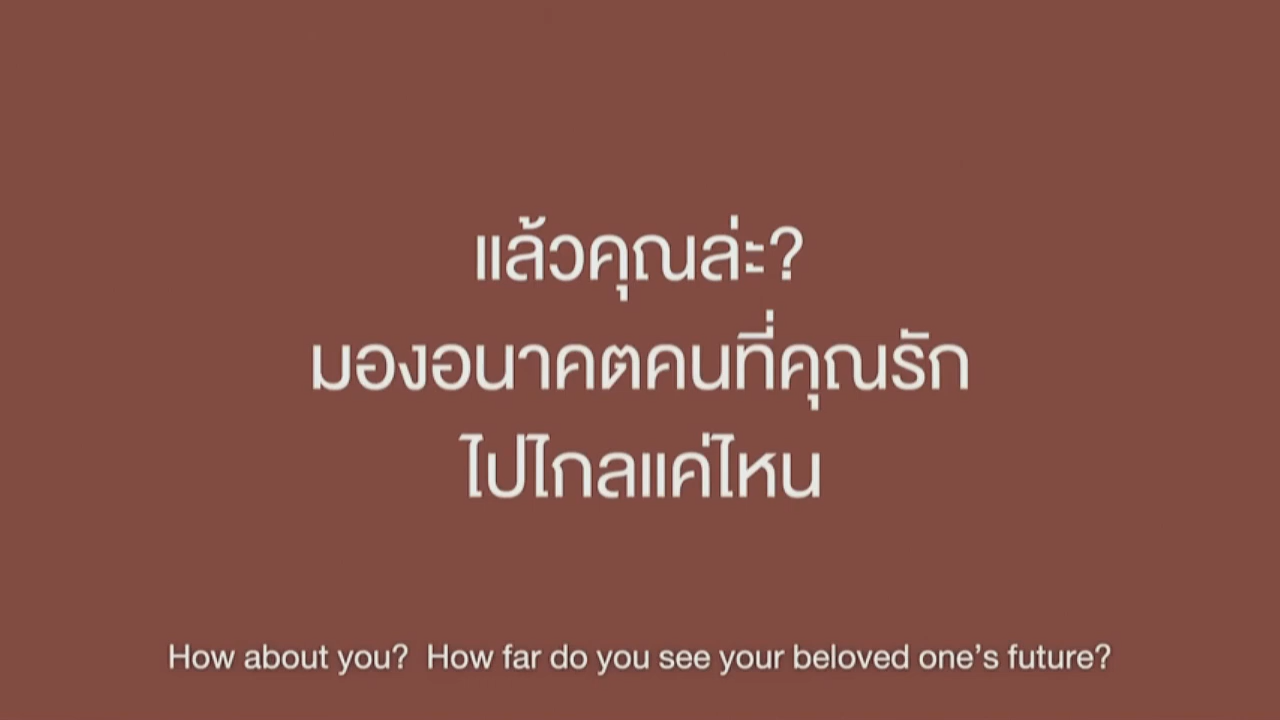 แล้วคุณล่ะ?
มองอนาคตคนที่คุณรัก
ไปไกลแค่ไหน
How about you?  How far do you see your beloved one’s future?